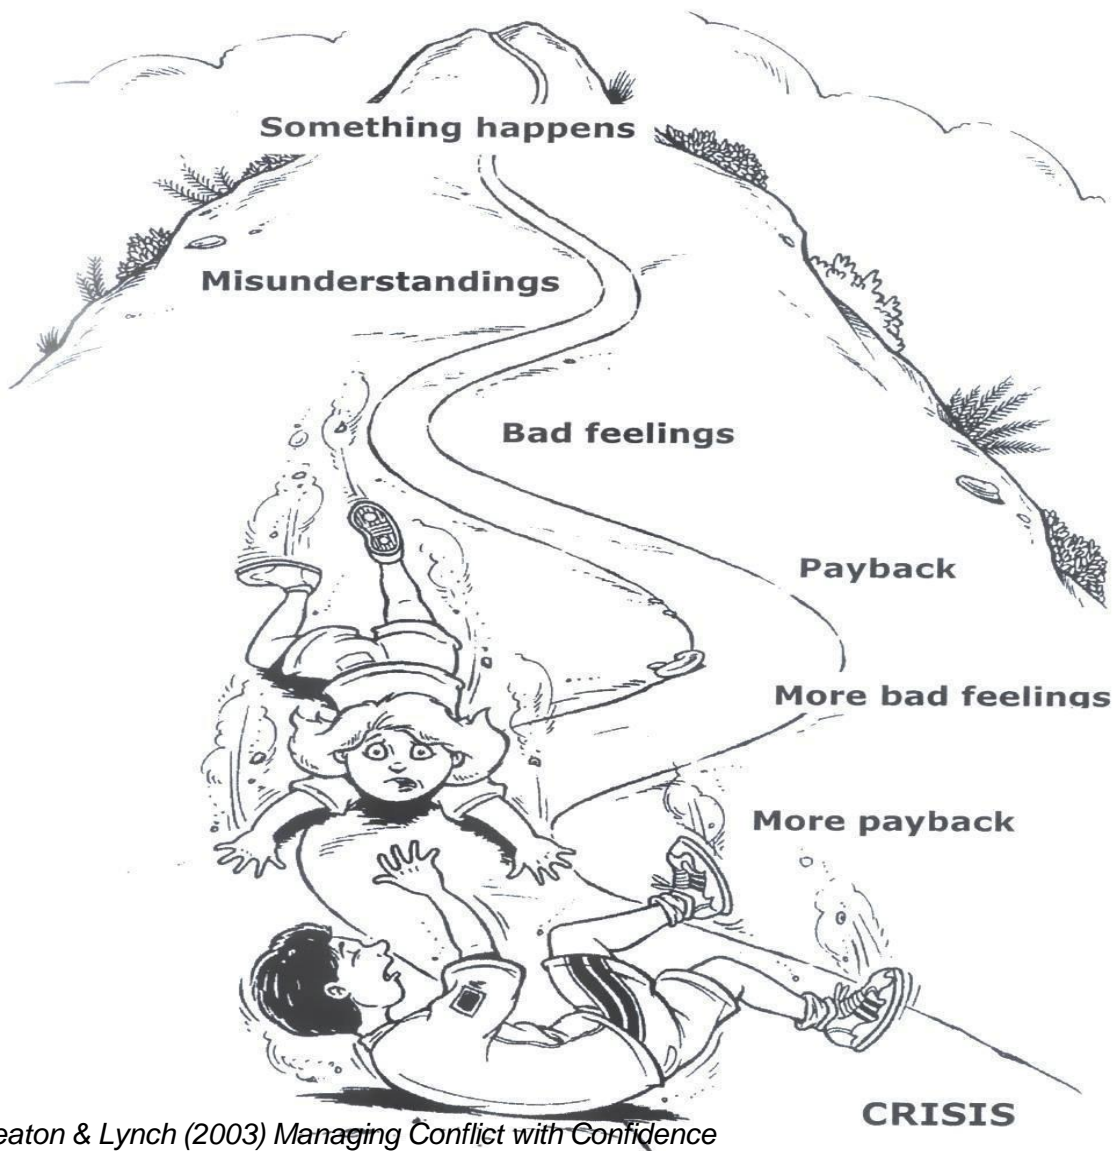 Something happens
Misunderstandings
Bad feelings
Payback
More bad feelings
More payback
CRISIS
eaton & Lynch (2003) Managing Conflict with Confidence